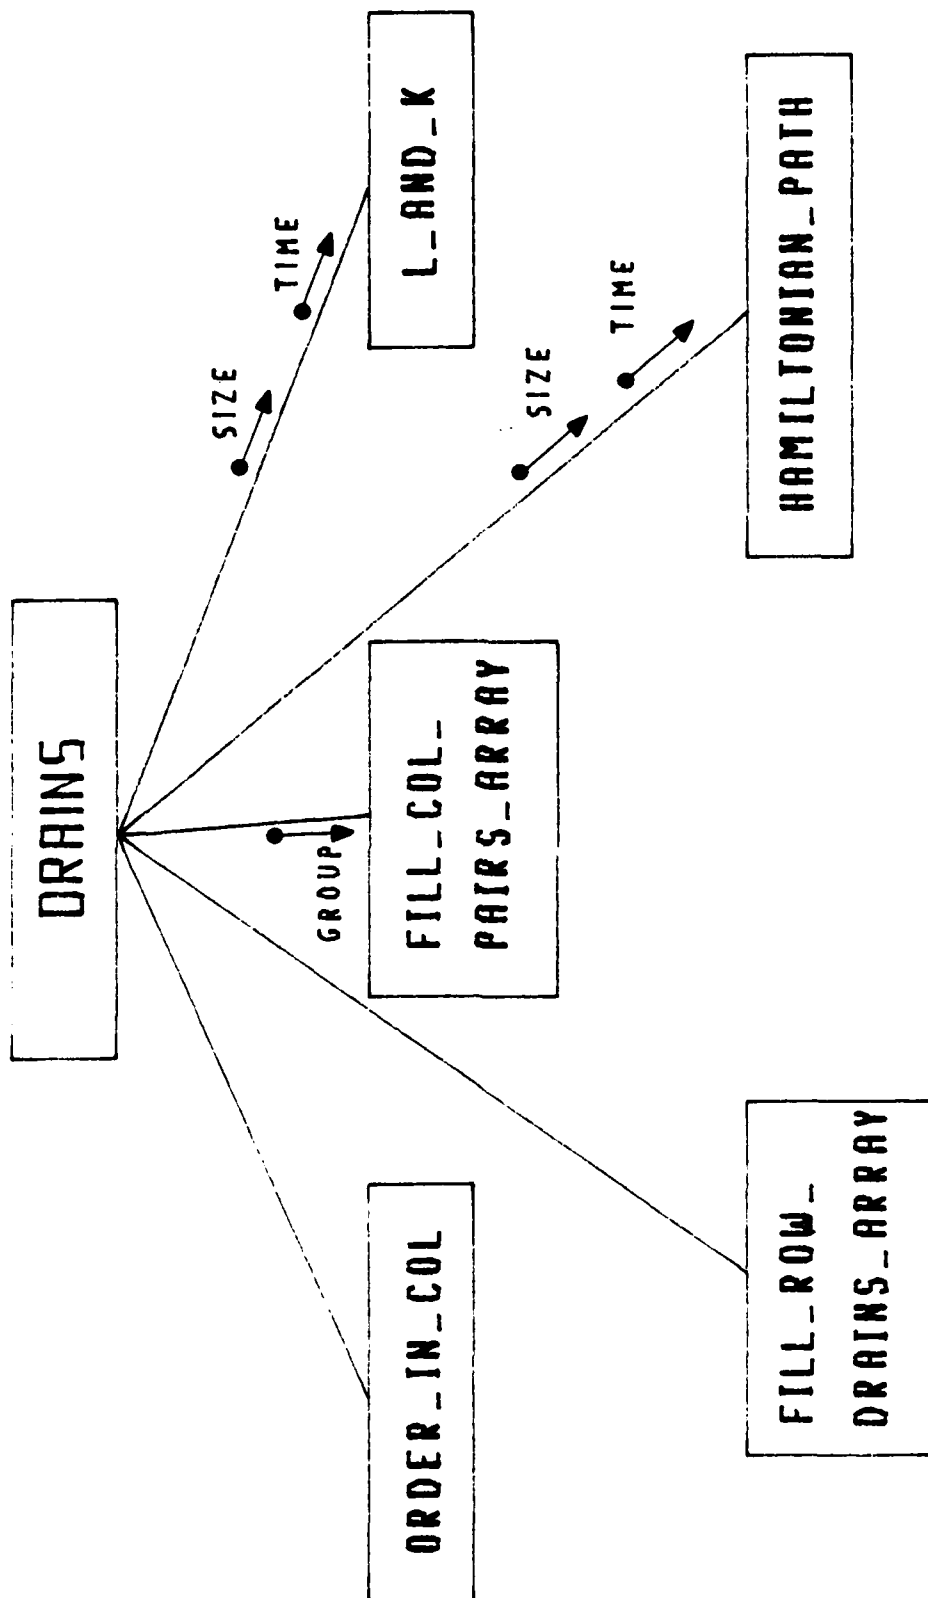 DRAINS
SIZE
TIME
GROUP
SIZE
TIME
ORDER_IN_COL
FILL_COL_
PAIRS_ARRAY
L_AND_K
FILL_ROW_
DRAINS_ARRAY
HAMILTONIAN_PATH